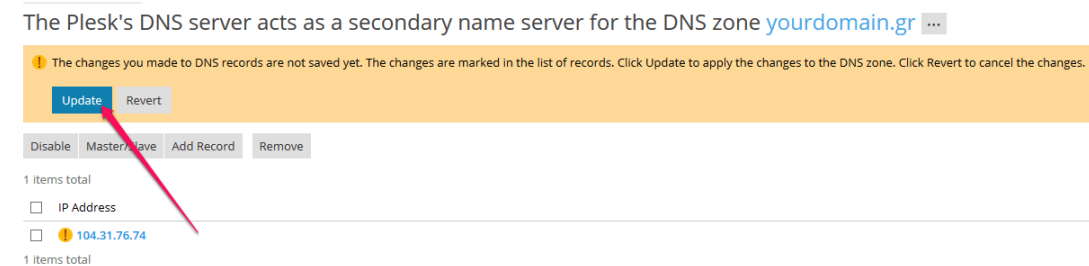 The Plesk's DNS server acts as a secondary name server for the DNS zone yourdomain.gr ...
! The changes you made to DNS records are not saved yet. The changes are marked in the list of records. Click Update to apply the changes to the DNS zone. Click Revert to cancel the changes.
Update Revert
Disable Master/Slave Add Record Remove
1 items total
IP Address
! 104.31.76.74
1 items total